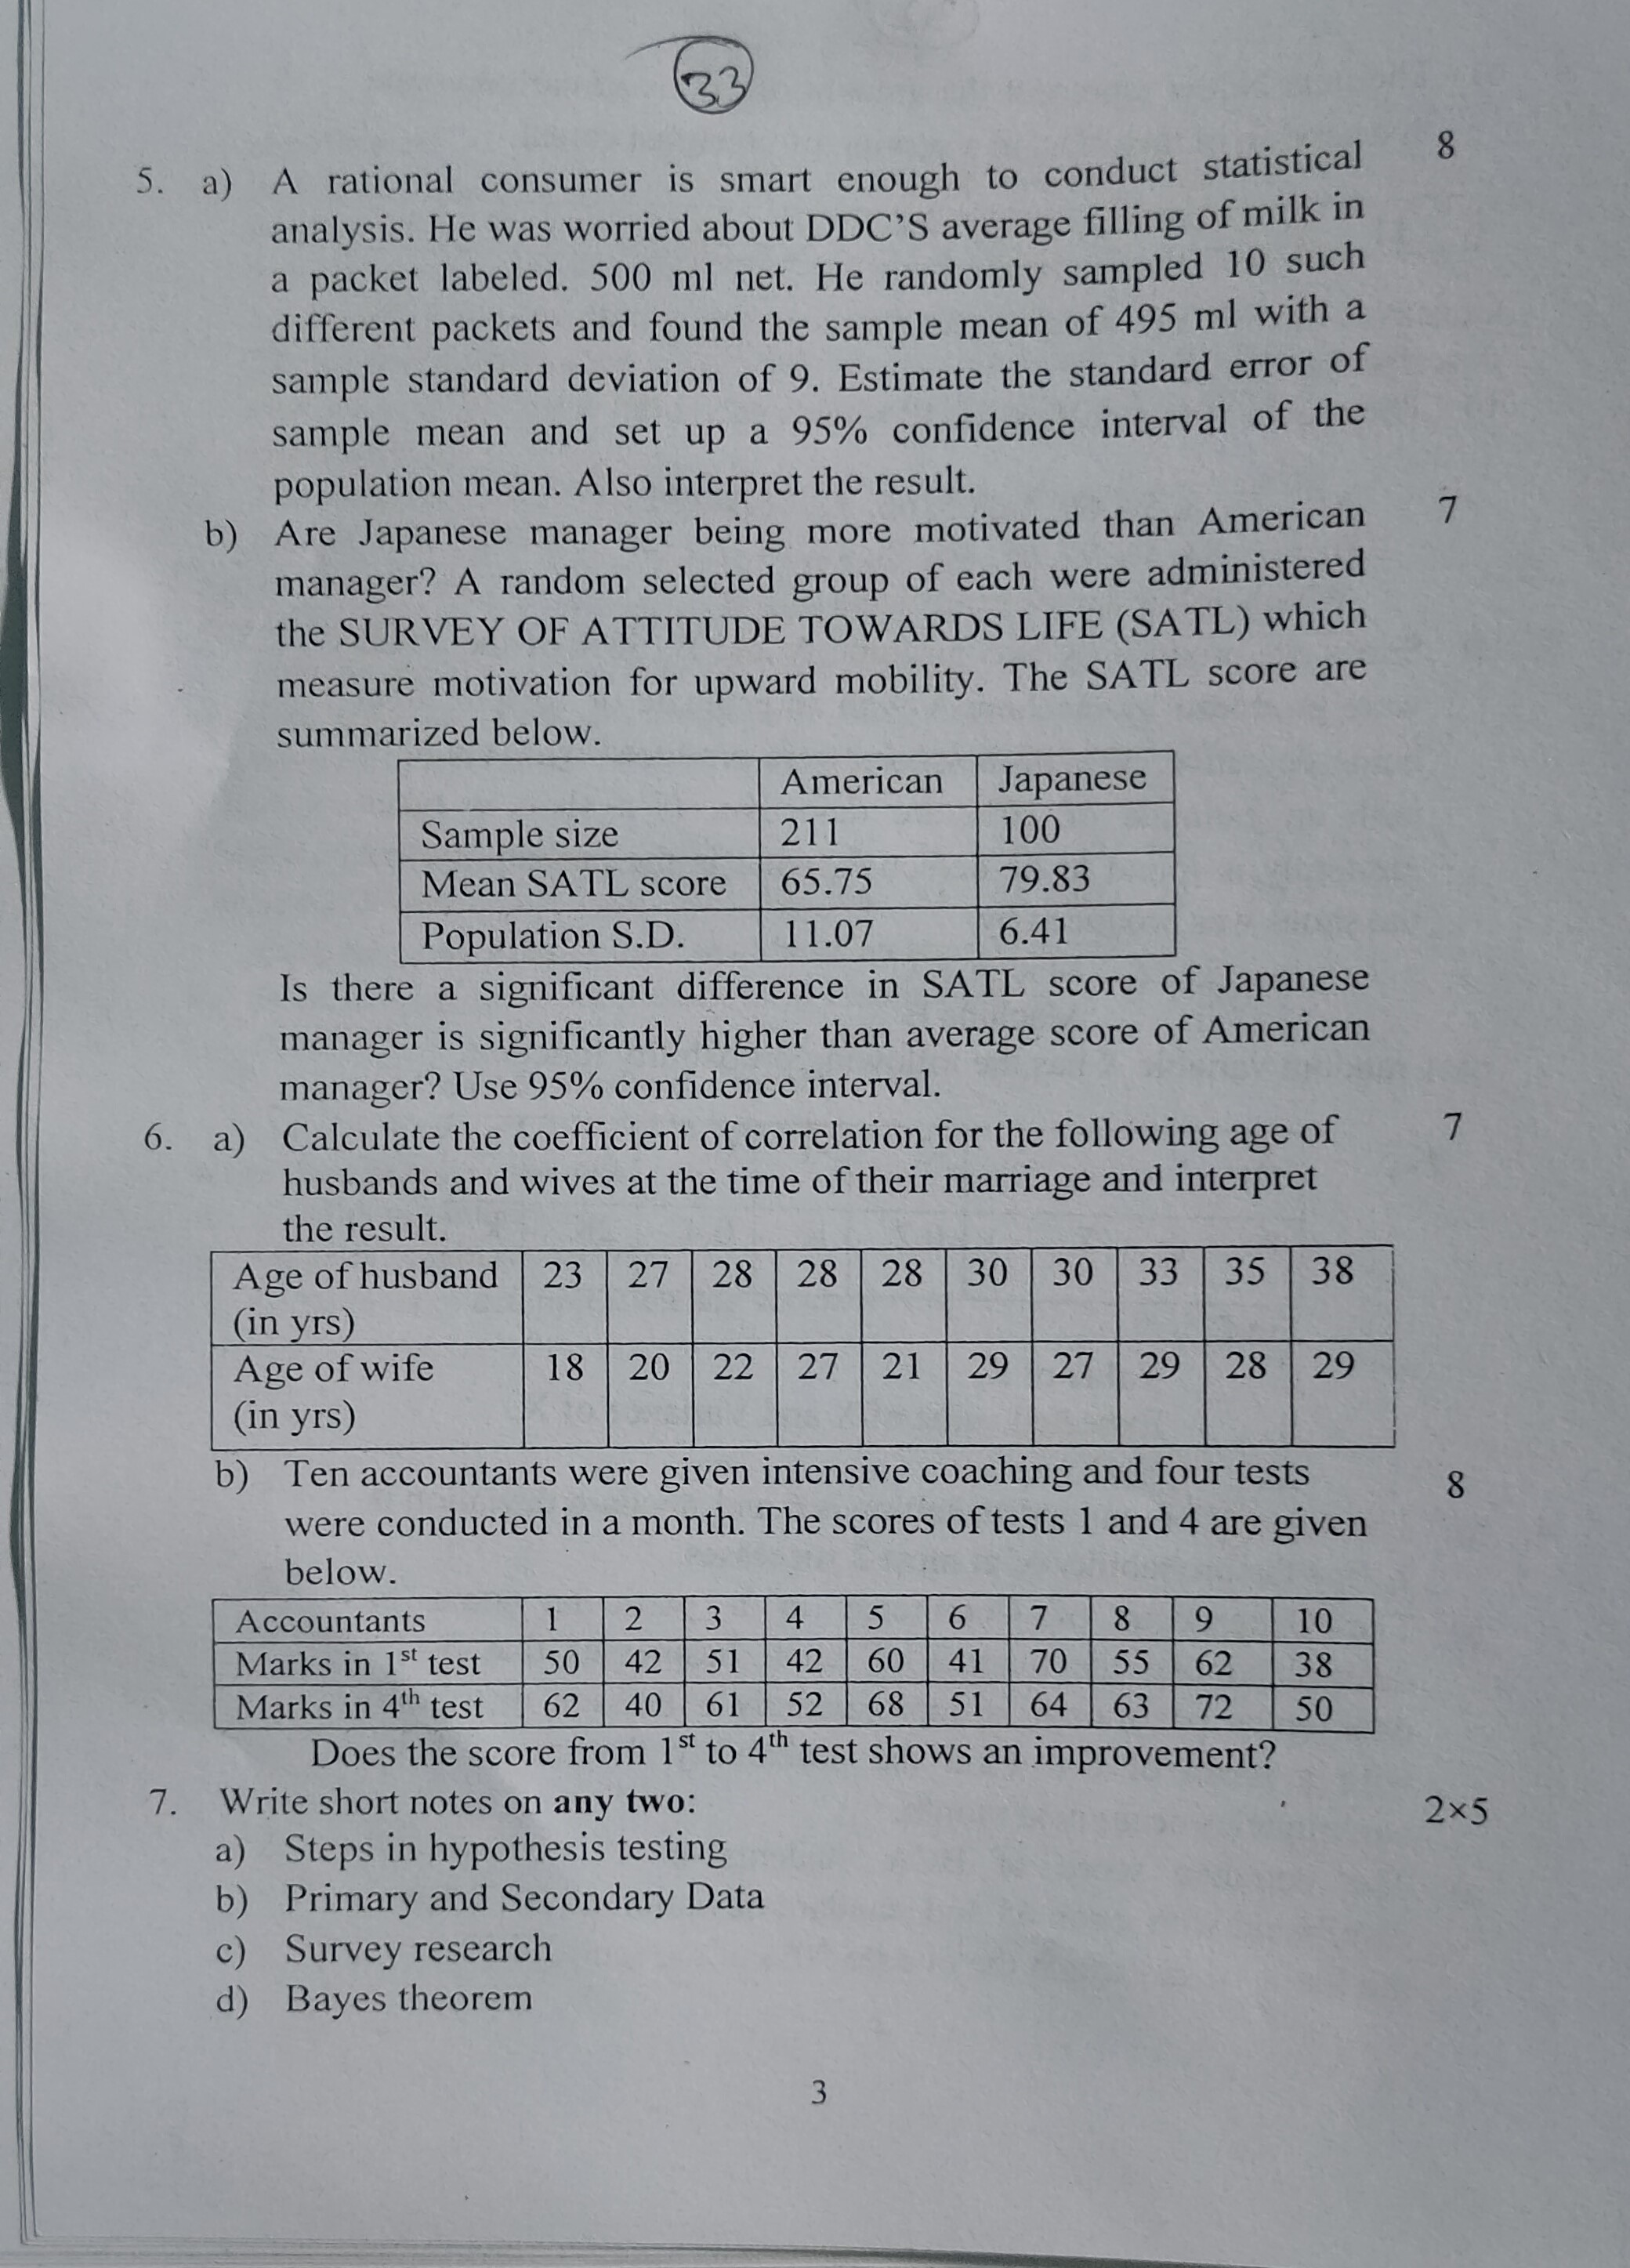 33
5. a) A rational consumer is smart enough to conduct statistical 8
analysis. He was worried about DDC'S average filling of milk in
a packet labeled. 500 ml net. He randomly sampled 10 such
different packets and found the sample mean of 495 ml with a
sample standard deviation of 9. Estimate the standard error of
sample mean and set up a 95% confidence interval of the
population mean. Also interpret the result.
b) Are Japanese manager being more motivated than American 7
manager? A random selected group of each were administered
the SURVEY OF ATTITUDE TOWARDS LIFE (SATL) which
measure motivation for upward mobility. The SATL score are
summarized below.
American Japanese
Sample size 211 100
Mean SATL score 65.75 79.83
Population S.D. 11.07 6.41
Is there a significant difference in SATL score of Japanese
manager is significantly higher than average score of American
manager? Use 95% confidence interval.
6. a) Calculate the coefficient of correlation for the following age of 7
husbands and wives at the time of their marriage and interpret
the result.
Age of husband 23 27 28 28 28 30 30 33 35 38
(in yrs)
Age of wife 18 20 22 27 21 29 27 29 28 29
(in yrs)
b) Ten accountants were given intensive coaching and four tests 8
were conducted in a month. The scores of tests 1 and 4 are given
below.
Accountants 1 2 3 4 5 6 7 8 9 10
Marks in 1st test 50 42 51 42 60 41 70 55 62 38
Marks in 4th test 62 40 61 52 68 51 64 63 72 50
Does the score from 1st to 4th test shows an improvement?
7. Write short notes on any two: 2×5
a) Steps in hypothesis testing
b) Primary and Secondary Data
c) Survey research
d) Bayes theorem
3